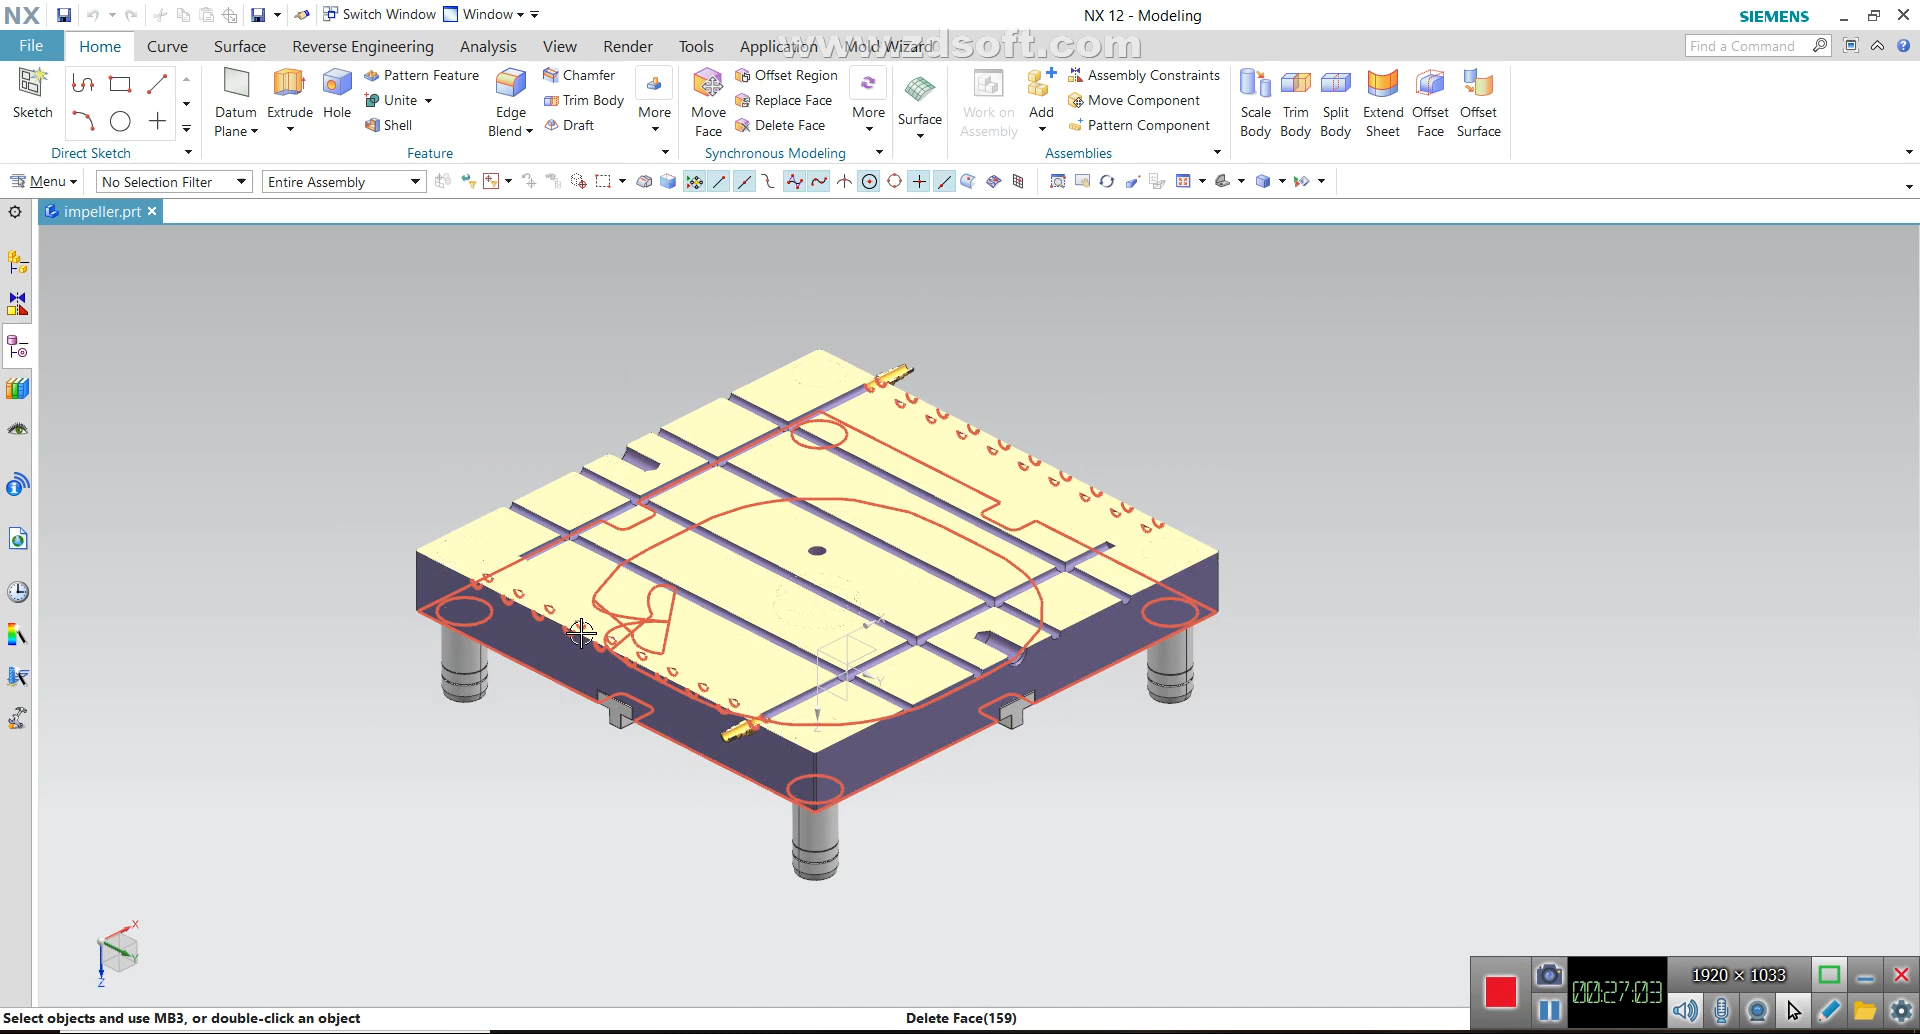 NX Switch Window Window NX 12 - Modeling SIEMENS
File Home Curve Surface Reverse Engineering Analysis View Render Tools Application Mold Wizard Find a Command
www.zdsoft.com
Sketch Datum Plane Extrude Hole Pattern Feature Unite Shell Edge Blend Chamfer Trim Body Draft More Move Face Offset Region Replace Face Delete Face More Surface Work on Assembly Add Assembly Constraints Move Component Pattern Component Scale Body Trim Body Split Body Extend Sheet Offset Face Offset Surface
Direct Sketch Feature Synchronous Modeling Assemblies
Menu No Selection Filter Entire Assembly
impeller.prt
X
Y
Z
X
Y
Z
1920 × 1033
00:27:03
Select objects and use MB3, or double-click an object Delete Face(159)